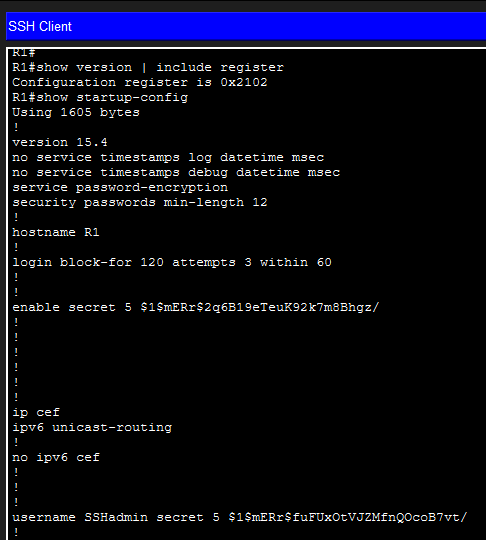 SSH Client
R1#
R1#show version | include register
Configuration register is 0x2102
R1#show startup-config
Using 1605 bytes
!
version 15.4
no service timestamps log datetime msec
no service timestamps debug datetime msec
service password-encryption
security passwords min-length 12
!
hostname R1
!
login block-for 120 attempts 3 within 60
!
!
enable secret 5 $1$mERr$2q6B19eTeuK92k7m8Bhgz/
!
!
!
!
!
!
ip cef
ipv6 unicast-routing
!
no ipv6 cef
!
!
!
username SSHadmin secret 5 $1$mERr$fuFUxOtVJZMfnQOcoB7vt/
!